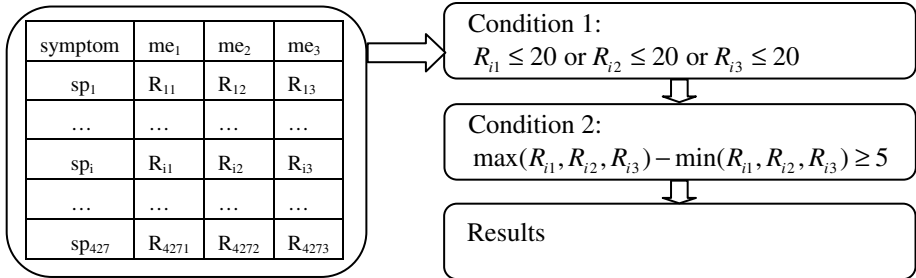 symptom me₁ me₂ me₃
sp₁ R₁₁ R₁₂ R₁₃
… … … …
spᵢ Rᵢ₁ Rᵢ₂ Rᵢ₃
… … … …
sp₄₂₇ R₄₂₇₁ R₄₂₇₂ R₄₂₇₃
Condition 1:
Rᵢ₁ ≤ 20 or Rᵢ₂ ≤ 20 or Rᵢ₃ ≤ 20
Condition 2:
max(Rᵢ₁, Rᵢ₂, Rᵢ₃) − min(Rᵢ₁, Rᵢ₂, Rᵢ₃) ≥ 5
Results